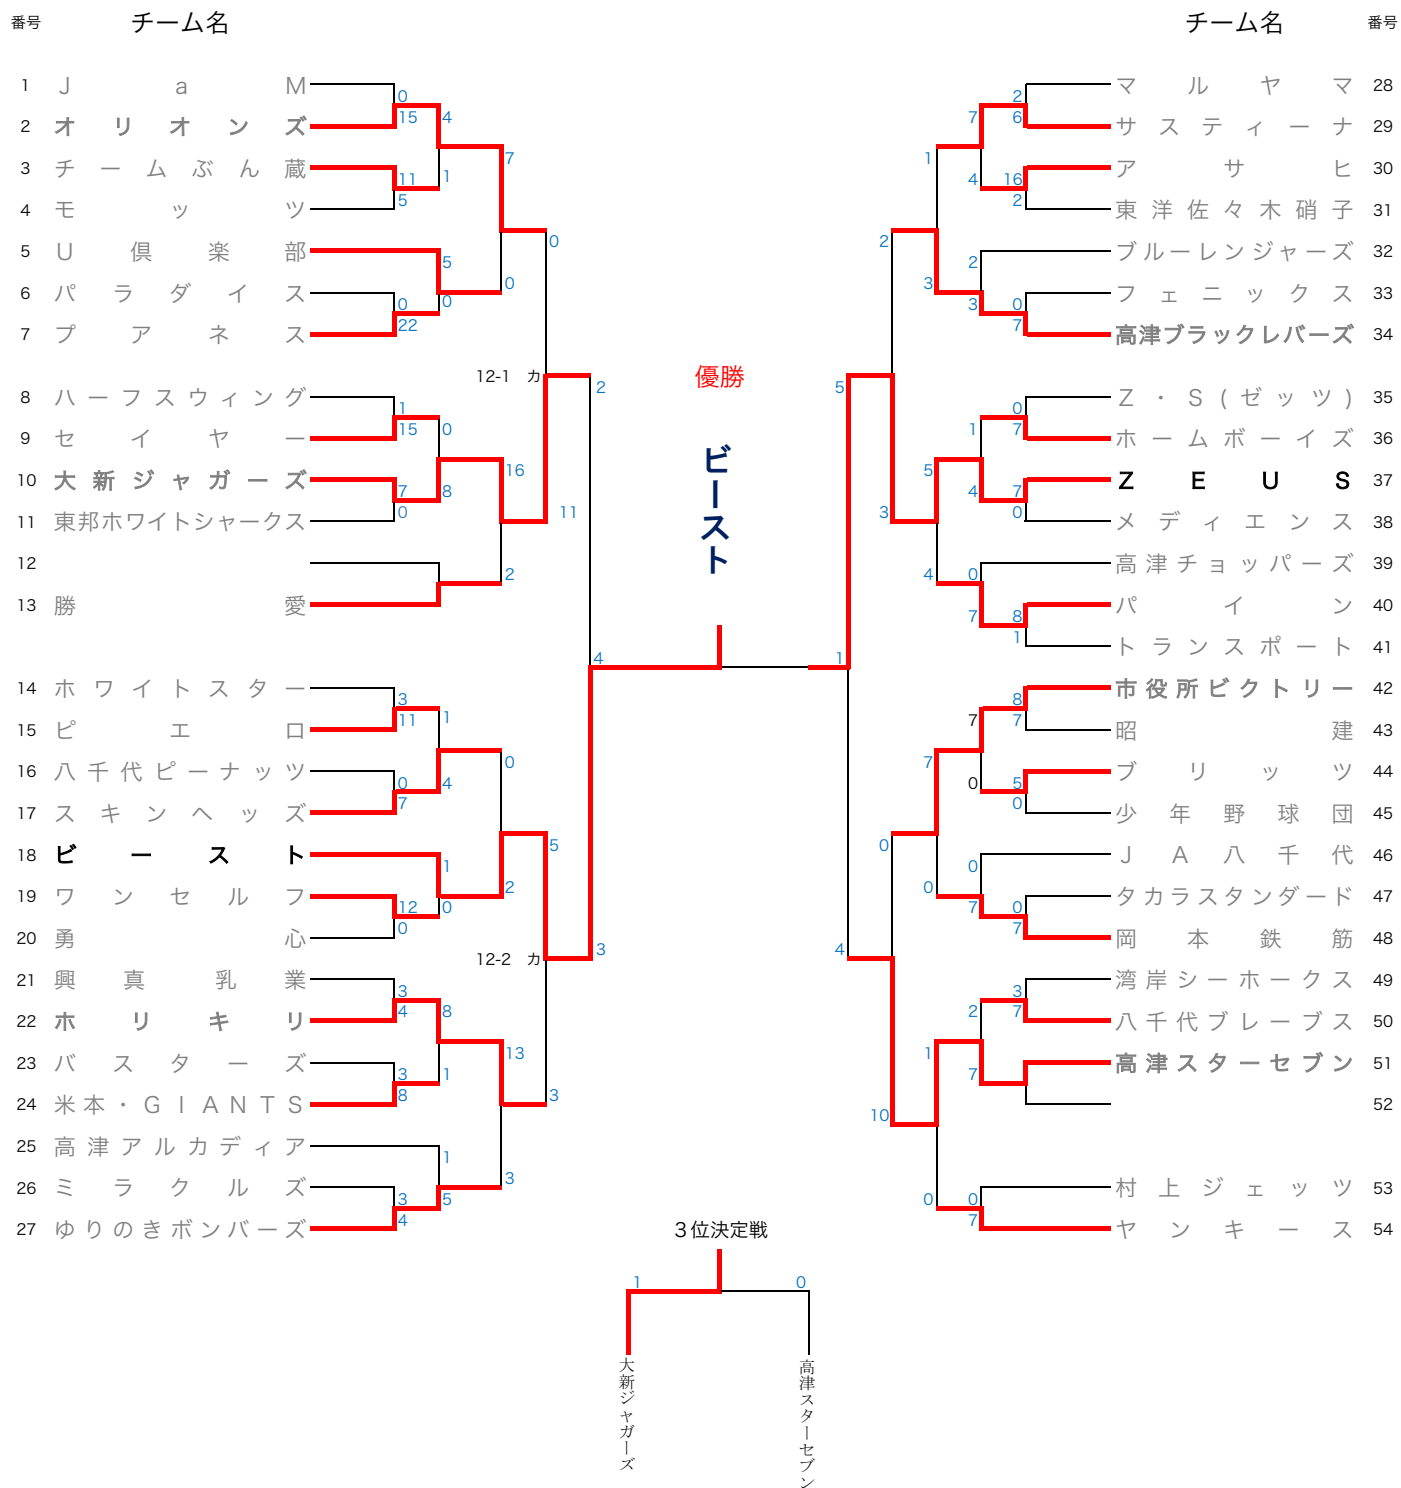 番号 チーム名
1 JaM
2 オリオンズ
3 チームぶん蔵
4 モッツ
5 U倶楽部
6 パラダイス
7 プアネス
8 ハーフスウィング
9 セイヤー
10 大新ジャガーズ
11 東邦ホワイトシャークス
12
13 勝愛
14 ホワイトスター
15 ピエロ
16 八千代ピーナッツ
17 スキンヘッズ
18 ビースト
19 ワンセルフ
20 勇心
21 興真乳業
22 ホリキリ
23 バスターズ
24 米本・GIANTS
25 高津アルカディア
26 ミラクルズ
27 ゆりのきボンバーズ
0
15
11
5
0
22
1
15
7
0
3
11
0
7
12
0
3
4
3
8
3
4
4
1
5
0
0
8
1
4
1
0
8
1
1
5
7
0
16
2
0
2
13
3
0
11
5
3
12-1 カ
12-2 カ
2
3
4
優勝
ビースト
1
5
4
2
3
0
10
1
3
5
4
7
0
1
0
7
4
2
3
1
4
0
7
7
0
0
7
2
7
0
7
2
6
16
2
0
7
0
7
7
0
8
1
8
7
5
0
0
7
3
7
チーム名 番号
マルヤマ 28
サスティーナ 29
アサヒ 30
東洋佐々木硝子 31
ブルーレンジャーズ 32
フェニックス 33
高津ブラックレバーズ 34
Z・S(ゼッツ) 35
ホームボーイズ 36
ZEUS 37
メディエンス 38
高津チョッパーズ 39
パイン 40
トランスポート 41
市役所ビクトリー 42
昭建 43
ブリッツ 44
少年野球団 45
JA八千代 46
タカラスタンダード 47
岡本鉄筋 48
湾岸シーホークス 49
八千代ブレーブス 50
高津スターセブン 51
52
村上ジェッツ 53
ヤンキース 54
３位決定戦
1 0
大新ジャガーズ
高津スターセブン